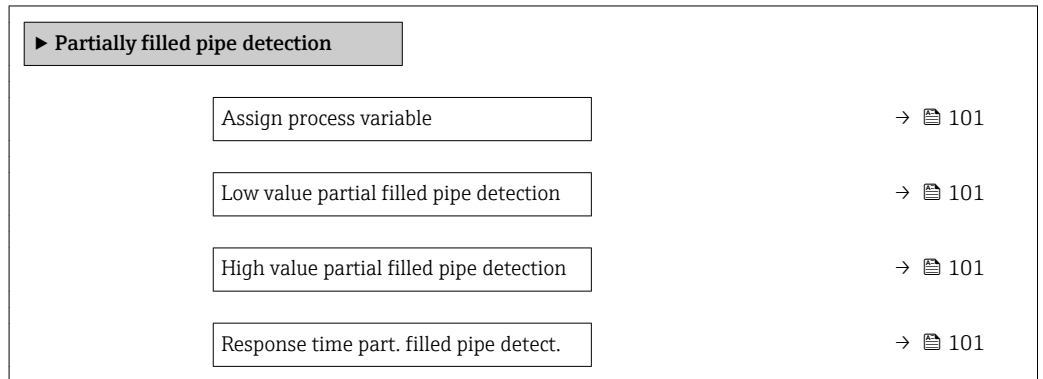 ▶ Partially filled pipe detection
Assign process variable → 101
Low value partial filled pipe detection → 101
High value partial filled pipe detection → 101
Response time part. filled pipe detect. → 101